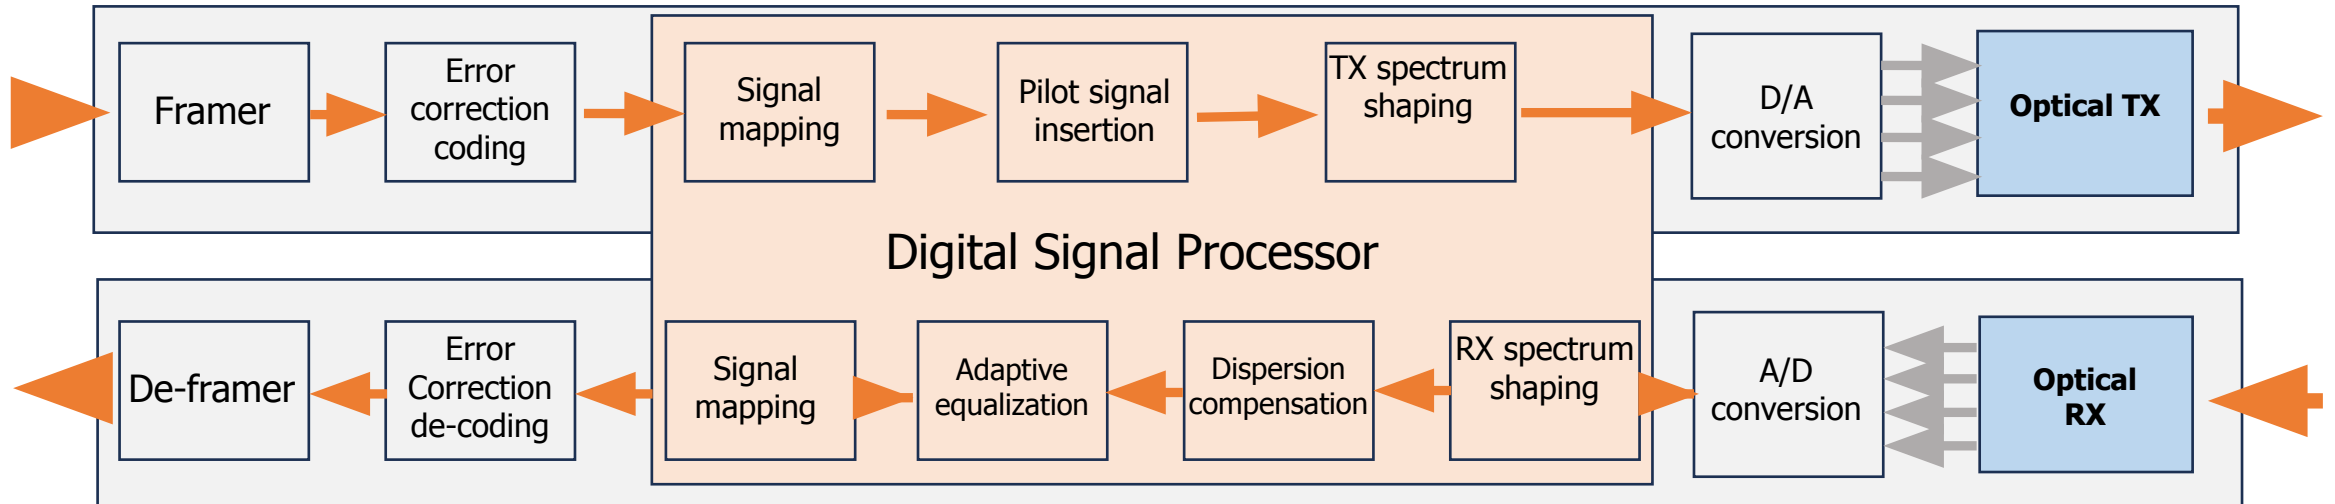 Framer
Error
correction
coding
Signal
mapping
Pilot signal
insertion
TX spectrum
shaping
D/A
conversion
Optical TX
Digital Signal Processor
De-framer
Error
Correction
de-coding
Signal
mapping
Adaptive
equalization
Dispersion
compensation
RX spectrum
shaping
A/D
conversion
Optical
RX